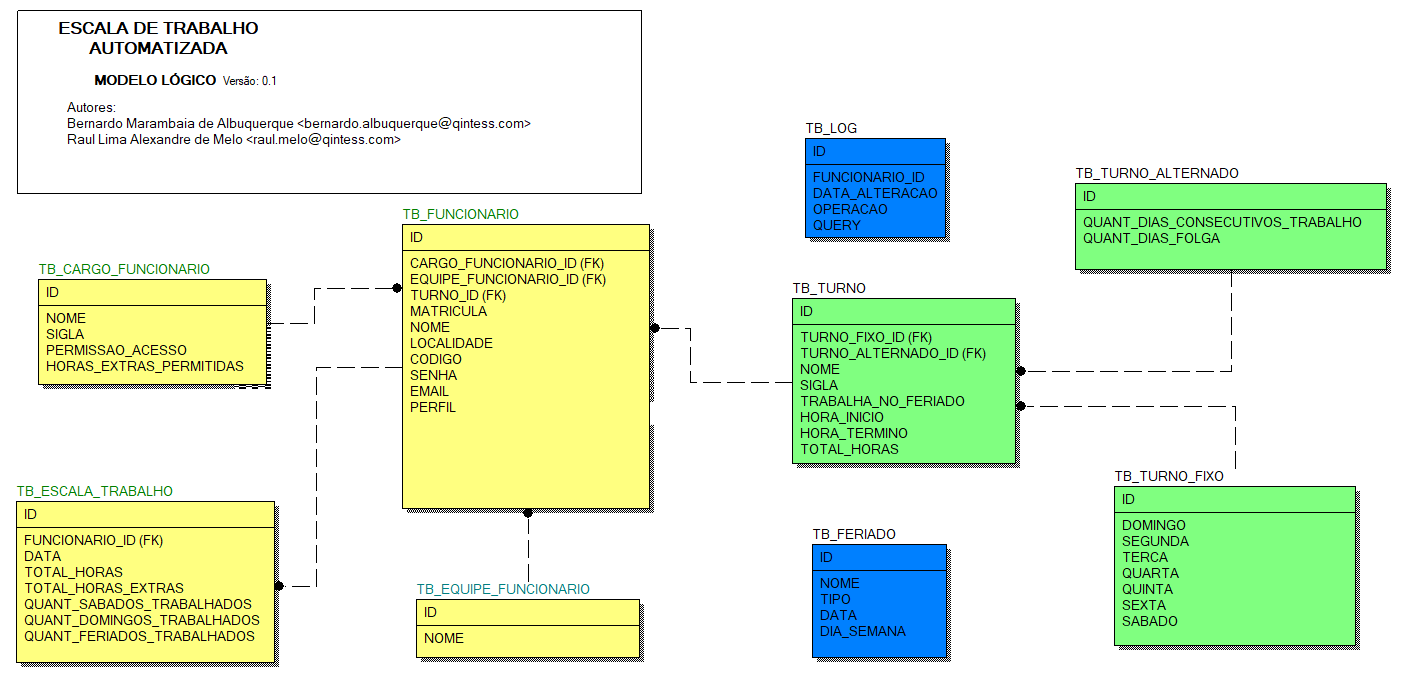 ESCALA DE TRABALHO
AUTOMATIZADA
MODELO LÓGICO Versão: 0.1
Autores:
Bernardo Marambaia de Albuquerque <bernardo.albuquerque@qintess.com>
Raul Lima Alexandre de Melo <raul.melo@qintess.com>
TB_CARGO_FUNCIONARIO
ID
NOME
SIGLA
PERMISSAO_ACESSO
HORAS_EXTRAS_PERMITIDAS
TB_ESCALA_TRABALHO
ID
FUNCIONARIO_ID (FK)
DATA
TOTAL_HORAS
TOTAL_HORAS_EXTRAS
QUANT_SABADOS_TRABALHADOS
QUANT_DOMINGOS_TRABALHADOS
QUANT_FERIADOS_TRABALHADOS
TB_FUNCIONARIO
ID
CARGO_FUNCIONARIO_ID (FK)
EQUIPE_FUNCIONARIO_ID (FK)
TURNO_ID (FK)
MATRICULA
NOME
LOCALIDADE
CODIGO
SENHA
EMAIL
PERFIL
TB_EQUIPE_FUNCIONARIO
ID
NOME
TB_LOG
ID
FUNCIONARIO_ID
DATA_ALTERACAO
OPERACAO
QUERY
TB_TURNO
ID
TURNO_FIXO_ID (FK)
TURNO_ALTERNADO_ID (FK)
NOME
SIGLA
TRABALHA_NO_FERIADO
HORA_INICIO
HORA_TERMINO
TOTAL_HORAS
TB_FERIADO
ID
NOME
TIPO
DATA
DIA_SEMANA
TB_TURNO_ALTERNADO
ID
QUANT_DIAS_CONSECUTIVOS_TRABALHO
QUANT_DIAS_FOLGA
TB_TURNO_FIXO
ID
DOMINGO
SEGUNDA
TERCA
QUARTA
QUINTA
SEXTA
SABADO